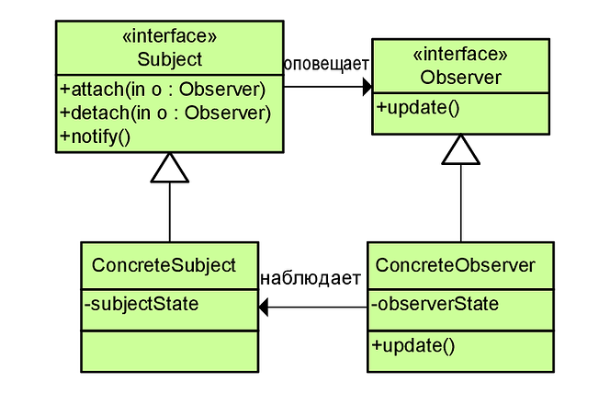 «interface»
Subject
+attach(in o : Observer)
+detach(in o : Observer)
+notify()
оповещает
«interface»
Observer
+update()
ConcreteSubject
-subjectState
наблюдает
ConcreteObserver
-observerState
+update()